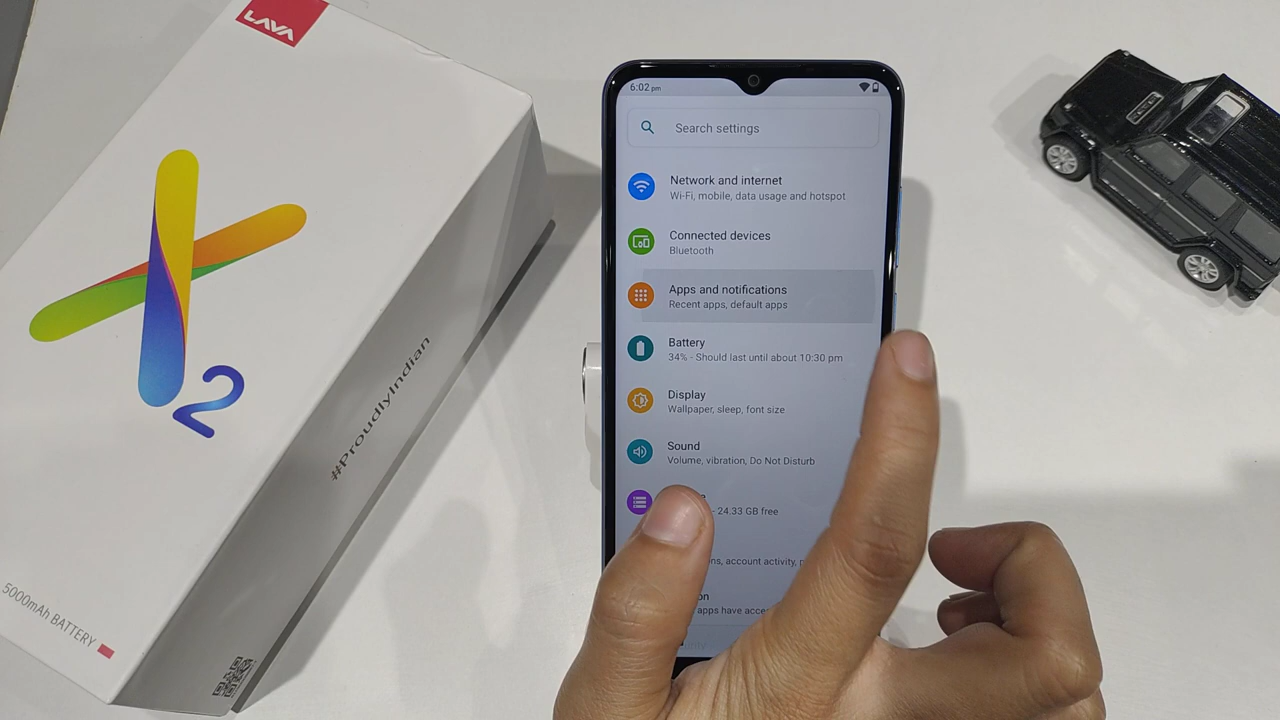 LAVA
X2
#ProudlyIndian
5000mAh BATTERY
6:02 pm
Search settings
Network and internet
Wi-Fi, mobile, data usage and hotspot
Connected devices
Bluetooth
Apps and notifications
Recent apps, default apps
Battery
34% - Should last until about 10:30 pm
Display
Wallpaper, sleep, font size
Sound
Volume, vibration, Do Not Disturb
- 24.33 GB free
account activity,
apps have